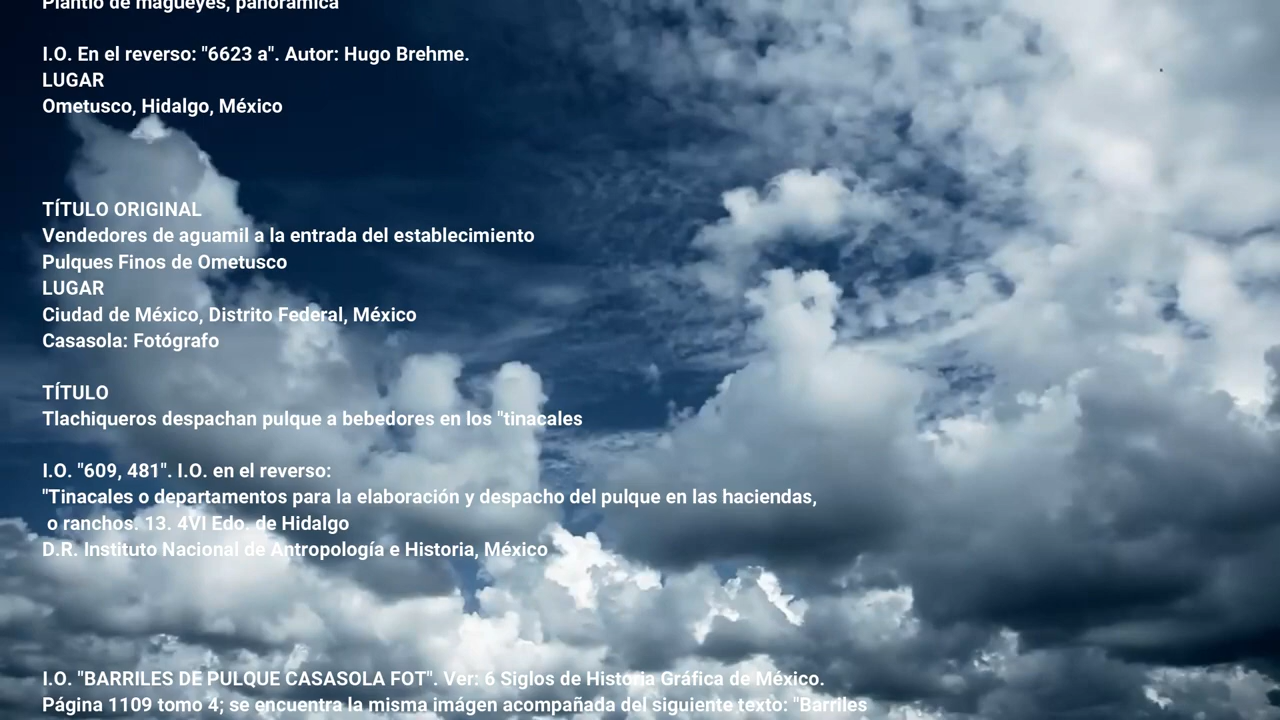 Plantío de magueyes, panorámica
I.O. En el reverso: "6623 a". Autor: Hugo Brehme.
LUGAR
Ometusco, Hidalgo, México
TÍTULO ORIGINAL
Vendedores de aguamil a la entrada del establecimiento
Pulques Finos de Ometusco
LUGAR
Ciudad de México, Distrito Federal, México
Casasola: Fotógrafo
TÍTULO
Tlachiqueros despachan pulque a bebedores en los "tinacales
I.O. "609, 481". I.O. en el reverso:
"Tinacales o departamentos para la elaboración y despacho del pulque en las haciendas,
o ranchos. 13. 4VI Edo. de Hidalgo
D.R. Instituto Nacional de Antropología e Historia, México
I.O. "BARRILES DE PULQUE CASASOLA FOT". Ver: 6 Siglos de Historia Gráfica de México.
Página 1109 tomo 4; se encuentra la misma imágen acompañada del siguiente texto: "Barriles